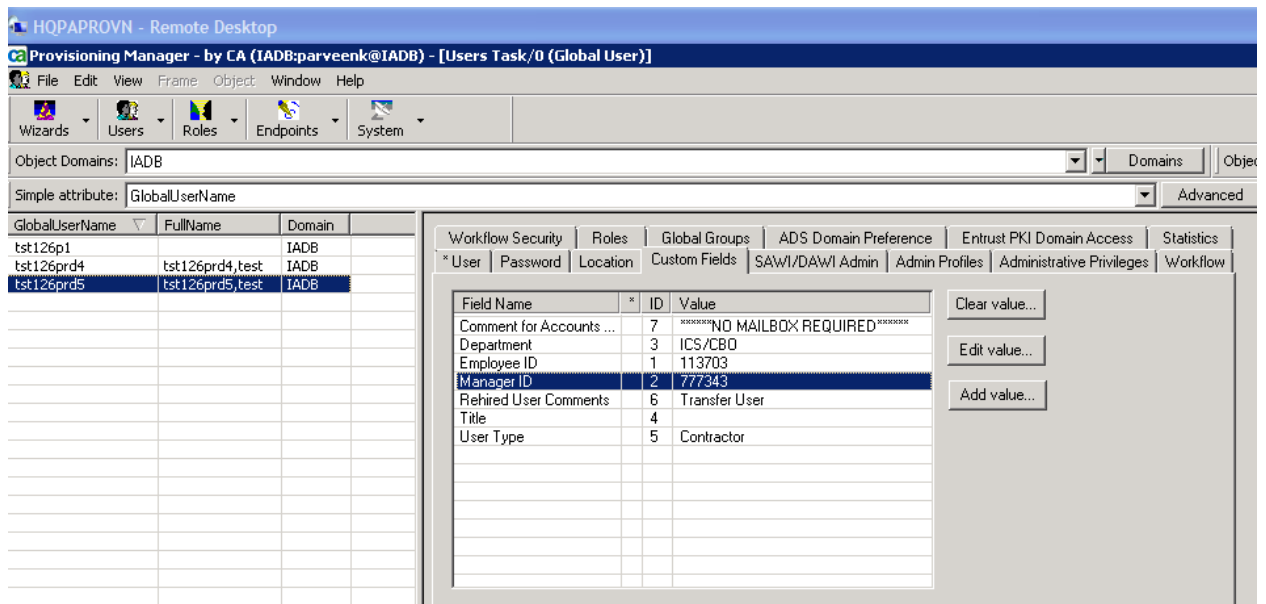 HQPAPROVN - Remote Desktop
ca Provisioning Manager - by CA (IADB:parveenk@IADB) - [Users Task/0 (Global User)]
File Edit View Frame Object Window Help
Wizards Users Roles Endpoints System
Object Domains: IADB Domains Objec
Simple attribute: GlobalUserName Advanced
GlobalUserName FullName Domain
tst126p1 IADB
tst126prd4 tst126prd4,test IADB
tst126prd5 tst126prd5,test IADB
Workflow Security Roles Global Groups ADS Domain Preference Entrust PKI Domain Access Statistics
*User Password Location Custom Fields SAWI/DAWI Admin Admin Profiles Administrative Privileges Workflow
Field Name * ID Value
Comment for Accounts ... 7 ******NO MAILBOX REQUIRED******
Department 3 ICS/CBO
Employee ID 1 113703
Manager ID 2 777343
Rehired User Comments 6 Transfer User
Title 4
User Type 5 Contractor
Clear value...
Edit value...
Add value...